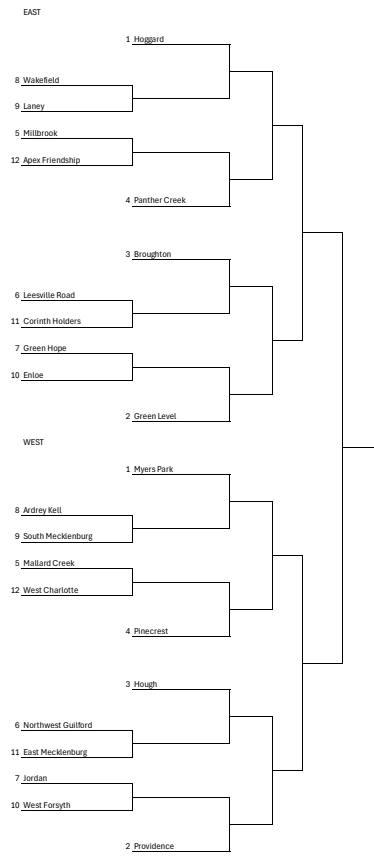 EAST
1 Hoggard
8 Wakefield
9 Laney
5 Millbrook
12 Apex Friendship
4 Panther Creek
3 Broughton
6 Leesville Road
11 Corinth Holders
7 Green Hope
10 Enloe
2 Green Level
WEST
1 Myers Park
8 Ardrey Kell
9 South Mecklenburg
5 Mallard Creek
12 West Charlotte
4 Pinecrest
3 Hough
6 Northwest Guilford
11 East Mecklenburg
7 Jordan
10 West Forsyth
2 Providence